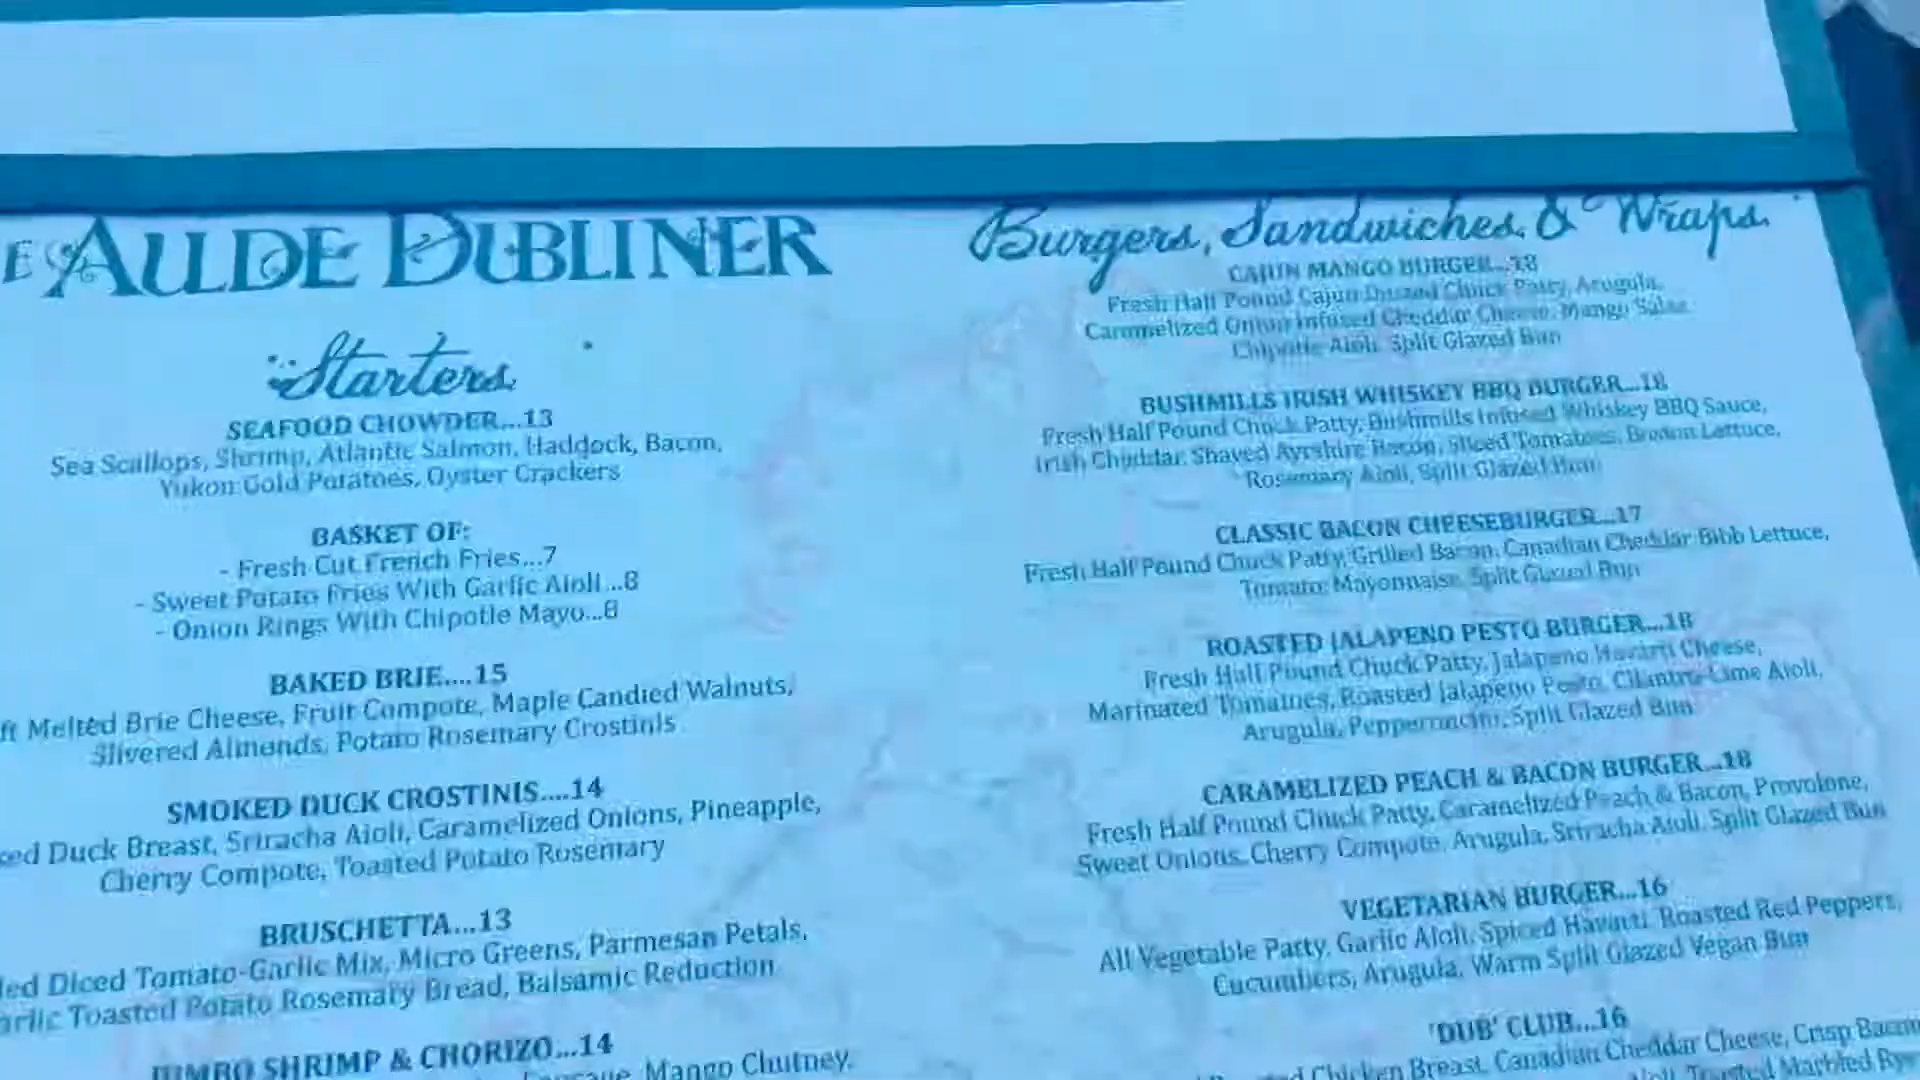 E AULDE DUBLINER
Starters
SEAFOOD CHOWDER...13
Sea Scallops, Shrimp, Atlantic Salmon, Haddock, Bacon,
Yukon Gold Potatoes, Oyster Crackers
BASKET OF:
- Fresh Cut French Fries...7
- Sweet Potato Fries With Garlic Aioli...8
- Onion Rings With Chipotle Mayo...8
BAKED BRIE....15
ft Melted Brie Cheese, Fruit Compote, Maple Candied Walnuts,
Slivered Almonds, Potato Rosemary Crostinis
SMOKED DUCK CROSTINIS....14
ked Duck Breast, Sriracha Aioli, Caramelized Onions, Pineapple,
Cherry Compote, Toasted Potato Rosemary
BRUSCHETTA...13
led Diced Tomato-Garlic Mix, Micro Greens, Parmesan Petals,
arlic Toasted Potato Rosemary Bread, Balsamic Reduction
JUMBO SHRIMP & CHORIZO...14
Mango Chutney,
Burgers, Sandwiches, & Wraps
CAJUN MANGO BURGER...18
Fresh Half Pound Cajun Dusted Chuck Patty, Arugula,
Caramelized Onion Infused Cheddar Cheese, Mango Salsa
Chipotle Aioli, Split Glazed Bun
BUSHMILLS IRISH WHISKEY BBQ BURGER...18
Fresh Half Pound Chuck Patty, Bushmills Infused Whiskey BBQ Sauce,
Irish Cheddar, Shaved Ayrshire Bacon, Sliced Tomatoes, Boston Lettuce,
Rosemary Aioli, Split Glazed Bun
CLASSIC BACON CHEESEBURGER...17
Fresh Half Pound Chuck Patty, Grilled Bacon, Canadian Cheddar Bibb Lettuce,
Tomato, Mayonnaise, Split Glazed Bun
ROASTED JALAPENO PESTO BURGER...18
Fresh Half Pound Chuck Patty, Jalapeno Havarti Cheese,
Marinated Tomatoes, Roasted Jalapeno Pesto, Cilantro-Lime Aioli,
Arugula, Pepperoncini, Split Glazed Bun
CARAMELIZED PEACH & BACON BURGER...18
Fresh Half Pound Chuck Patty, Caramelized Peach & Bacon, Provolone,
Sweet Onions, Cherry Compote, Arugula, Sriracha Aioli, Split Glazed Bun
VEGETARIAN BURGER...16
All Vegetable Patty, Garlic Aioli, Spiced Havarti, Roasted Red Peppers,
Cucumbers, Arugula, Warm Split Glazed Vegan Bun
'DUB' CLUB...16
Chicken Breast, Canadian Cheddar Cheese, Crisp Bacon
Toasted Marbled Rye